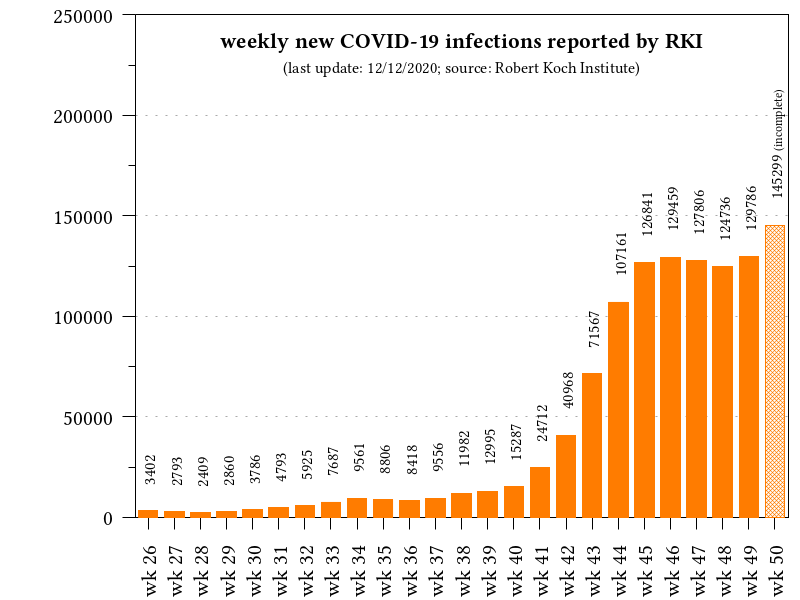 weekly new COVID-19 infections reported by RKI
(last update: 12/12/2020; source: Robert Koch Institute)
250000
200000
150000
100000
50000
0
3402
2793
2409
2860
3786
4793
5925
7687
9561
8806
8418
9556
11982
12995
15287
24712
40968
71567
107161
126841
129459
127806
124736
129786
145299 (incomplete)
wk 26
wk 27
wk 28
wk 29
wk 30
wk 31
wk 32
wk 33
wk 34
wk 35
wk 36
wk 37
wk 38
wk 39
wk 40
wk 41
wk 42
wk 43
wk 44
wk 45
wk 46
wk 47
wk 48
wk 49
wk 50